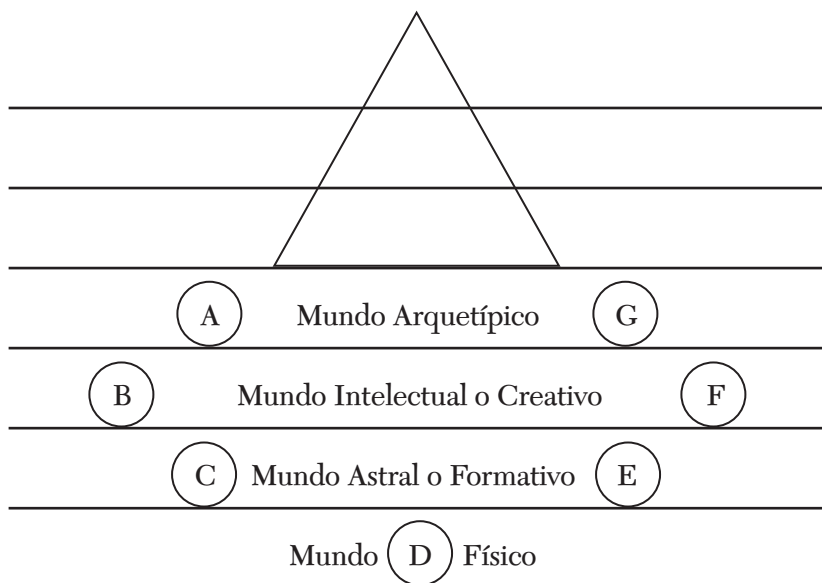 A Mundo Arquetípico G
B Mundo Intelectual o Creativo F
C Mundo Astral o Formativo E
Mundo D Físico